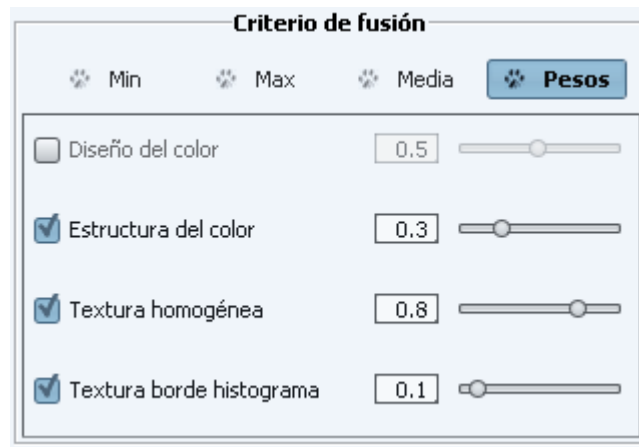 Criterio de fusión
Min Max Media Pesos
Diseño del color 0.5
Estructura del color 0.3
Textura homogénea 0.8
Textura borde histograma 0.1